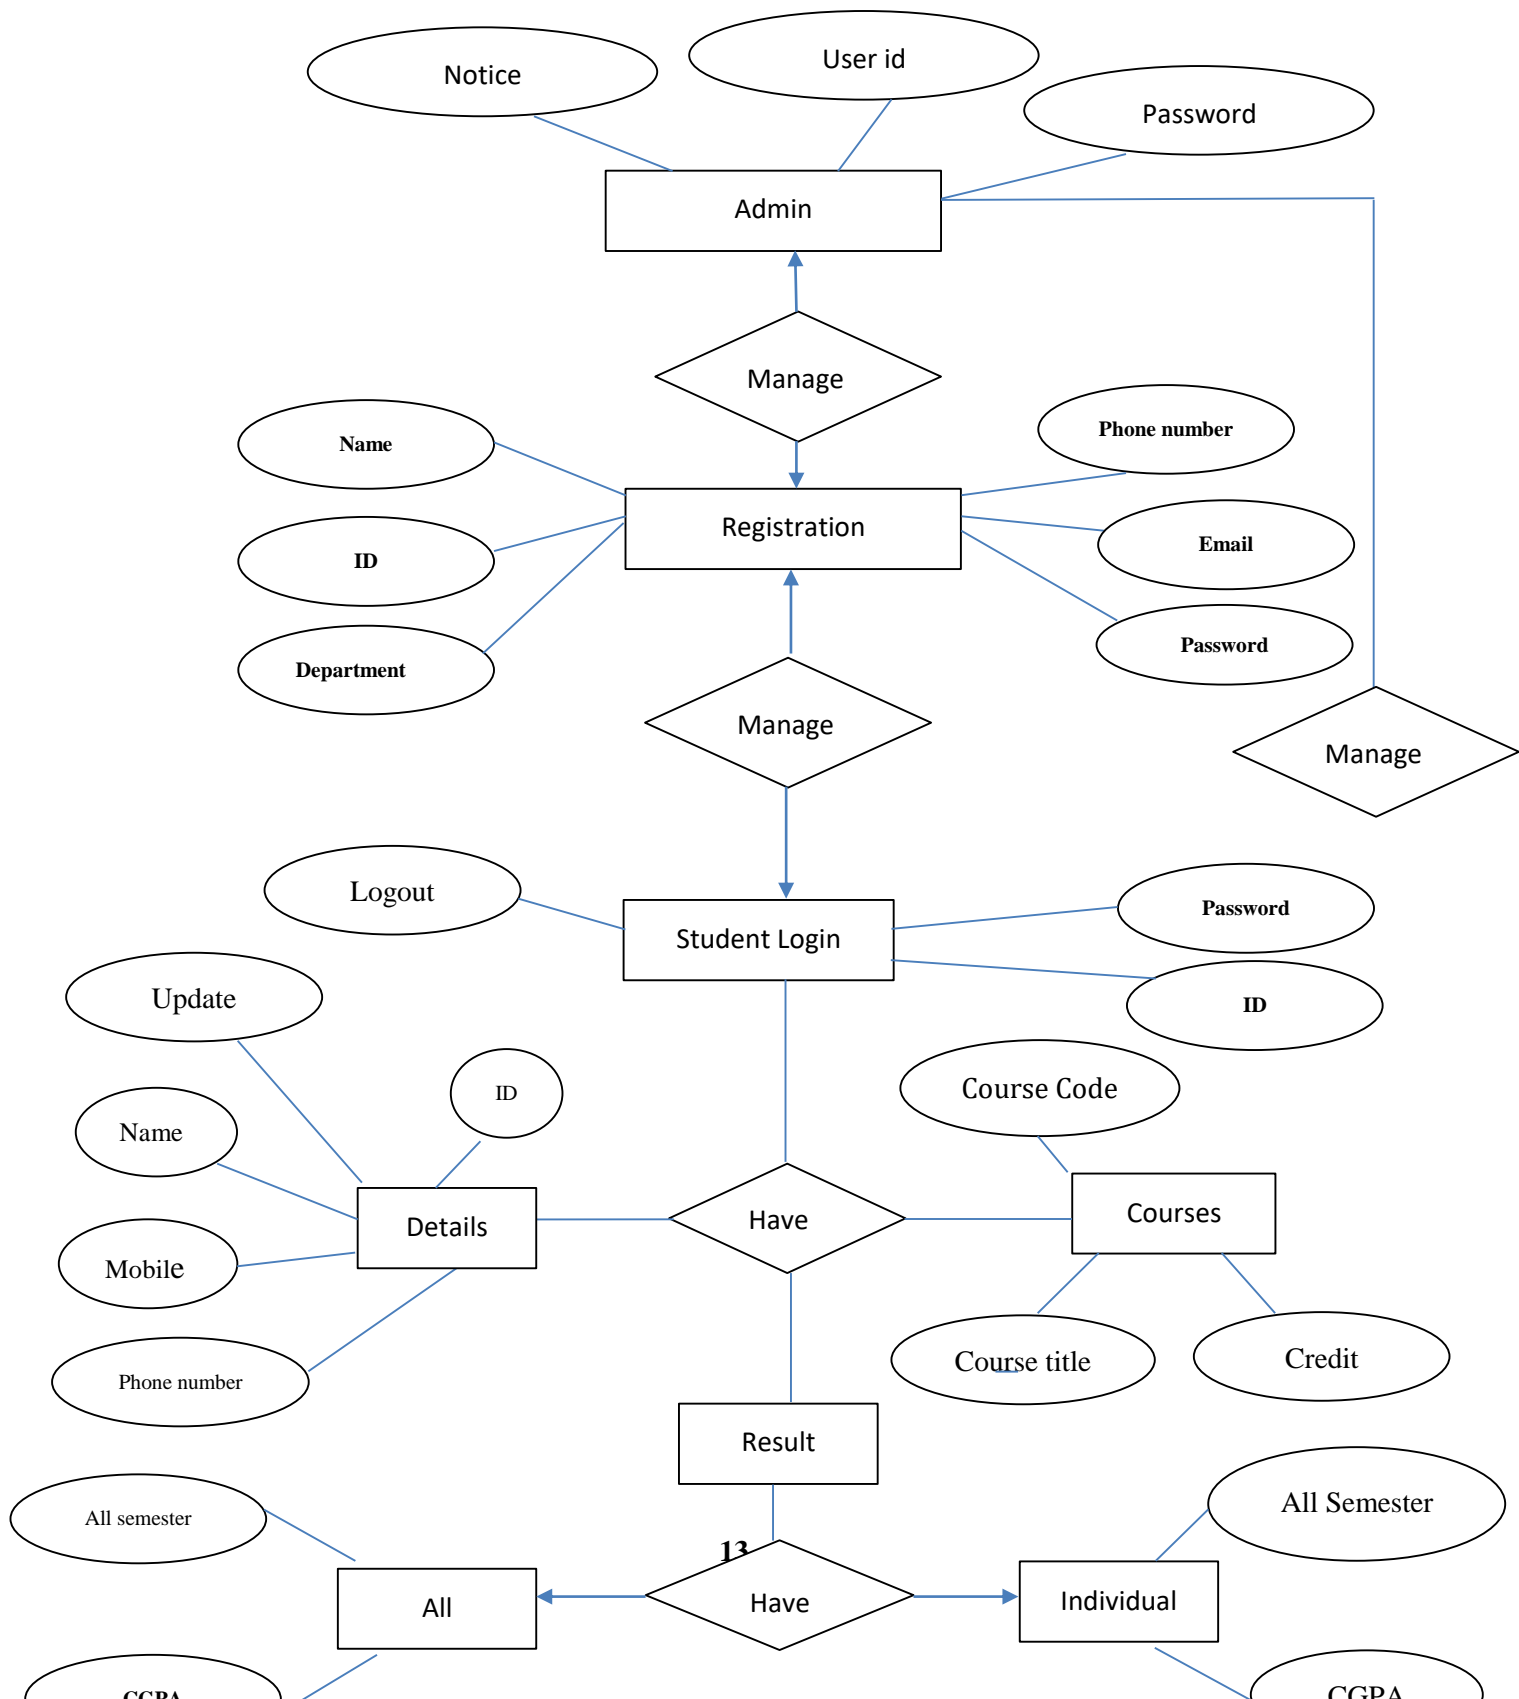 Notice
User id
Password
Admin
Manage
Name
Phone number
Registration
ID
Email
Department
Password
Manage
Manage
Logout
Password
Student Login
Update
ID
ID
Course Code
Name
Details
Have
Courses
Mobile
Phone number
Course title
Credit
Result
All semester
All Semester
13
All
Have
Individual
CGPA
CGPA